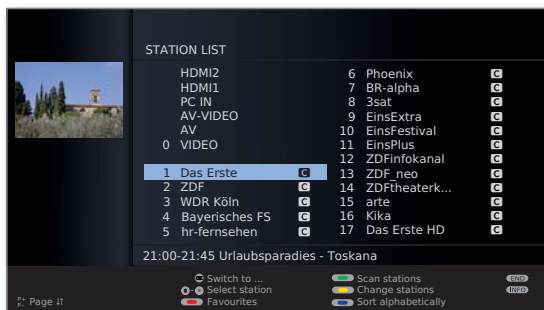 STATION LIST
HDMI2
HDMI1
PC IN
AV-VIDEO
AV
0 VIDEO
1 Das Erste C
2 ZDF C
3 WDR Köln C
4 Bayerisches FS C
5 hr-fernsehen C
6 Phoenix C
7 BR-alpha C
8 3sat C
9 EinsExtra C
10 EinsFestival C
11 EinsPlus C
12 ZDFinfokanal C
13 ZDF_neo C
14 ZDFtheaterk... C
15 arte C
16 Kika C
17 Das Erste HD C
21:00-21:45 Urlaubsparadies - Toskana
P+
P- Page ↓↑
OK Switch to ...
0-9 Select station
Favourites
Scan stations
Change stations
Sort alphabetically
END
INFO